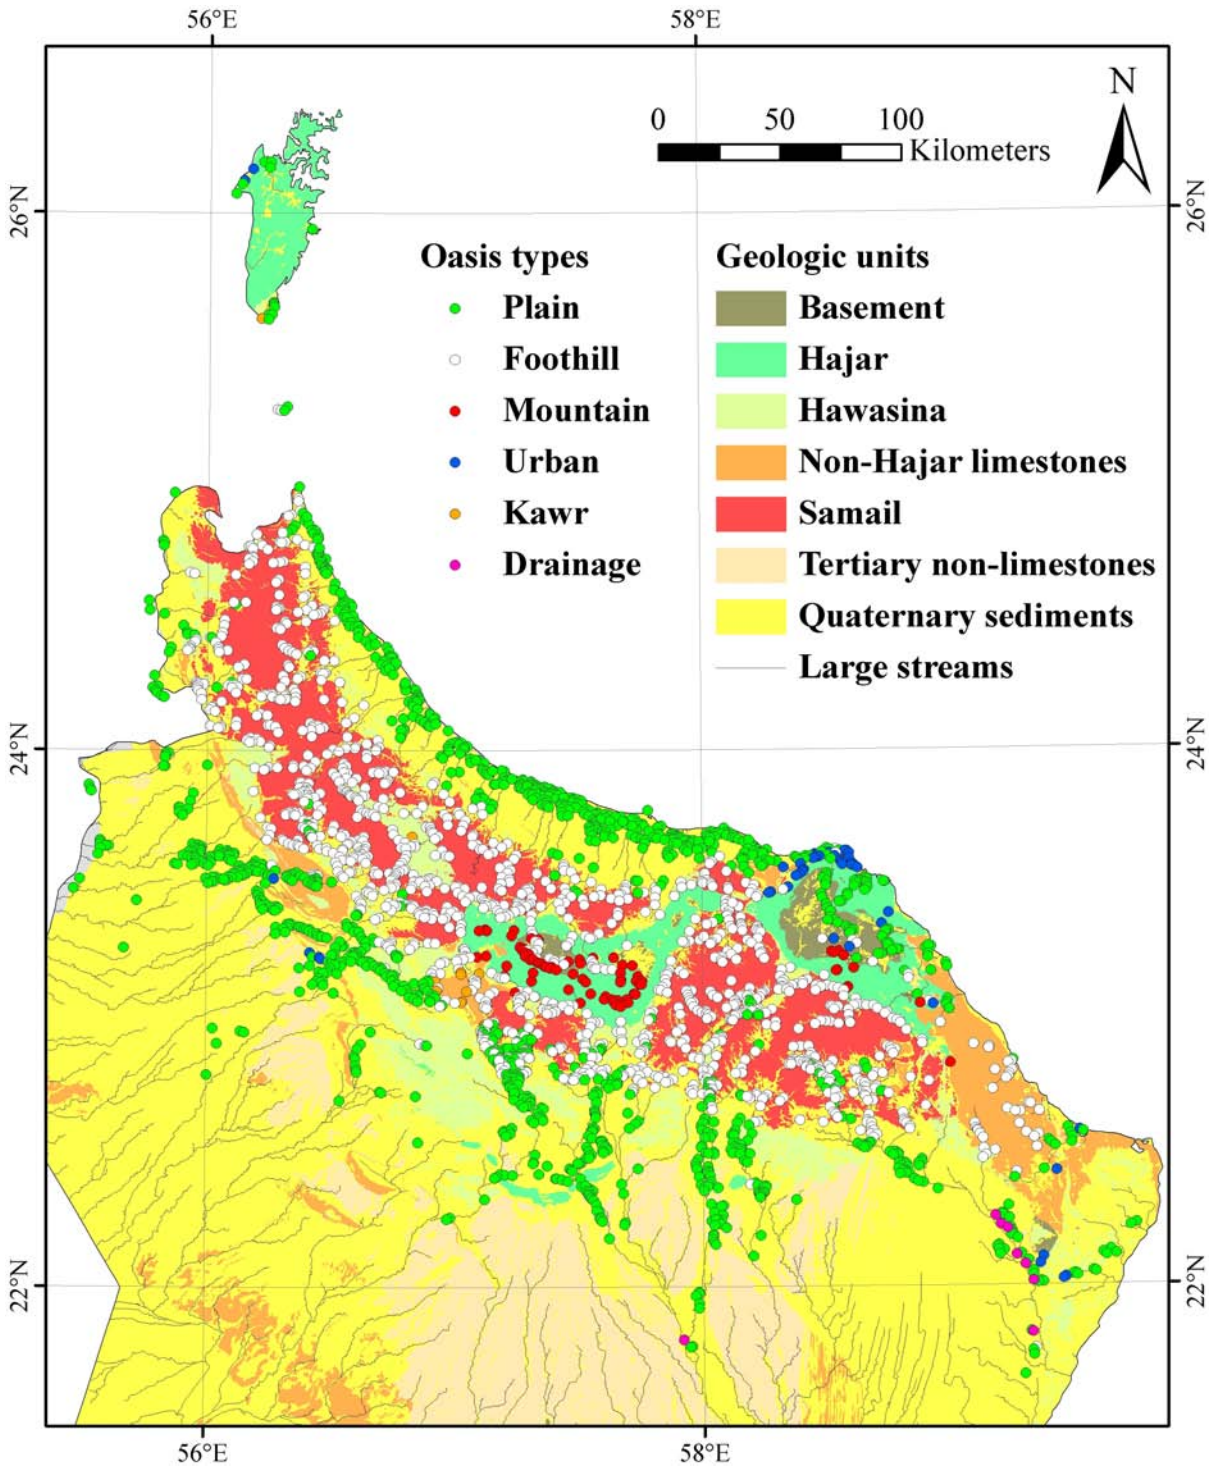 56°E 58°E
N
0 50 100
Kilometers
26°N 26°N
Oasis types
Plain
Foothill
Mountain
Urban
Kawr
Drainage
Geologic units
Basement
Hajar
Hawasina
Non-Hajar limestones
Samail
Tertiary non-limestones
Quaternary sediments
Large streams
24°N 24°N
22°N 22°N
56°E 58°E